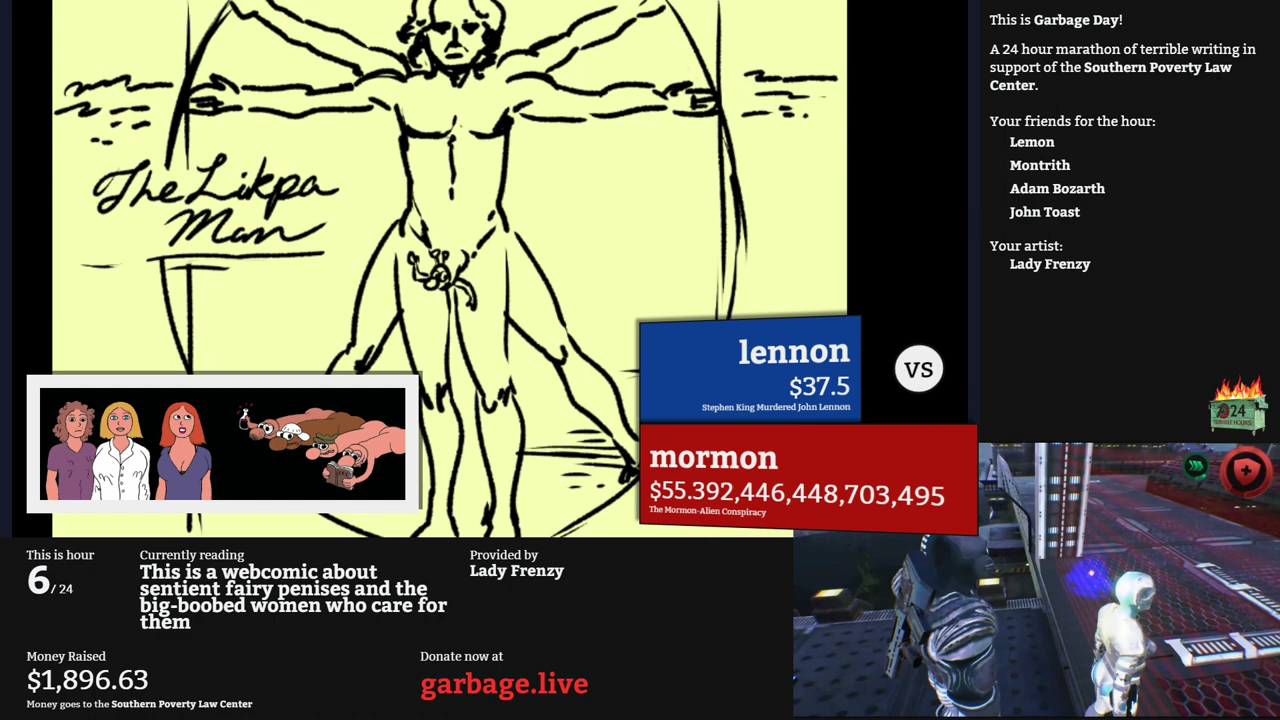 The Likpa
Man
lennon
$37.5
Stephen King Murdered John Lennon
VS
mormon
$55.392,446,448,703,495
The Mormon-Alien Conspiracy
This is Garbage Day!
A 24 hour marathon of terrible writing in
support of the Southern Poverty Law
Center.
Your friends for the hour:
Lemon
Montrith
Adam Bozarth
John Toast
Your artist:
Lady Frenzy
This is hour
6/ 24
Currently reading
This is a webcomic about
sentient fairy penises and the
big-boobed women who care for
them
Provided by
Lady Frenzy
Money Raised
$1,896.63
Money goes to the Southern Poverty Law Center
Donate now at
garbage.live